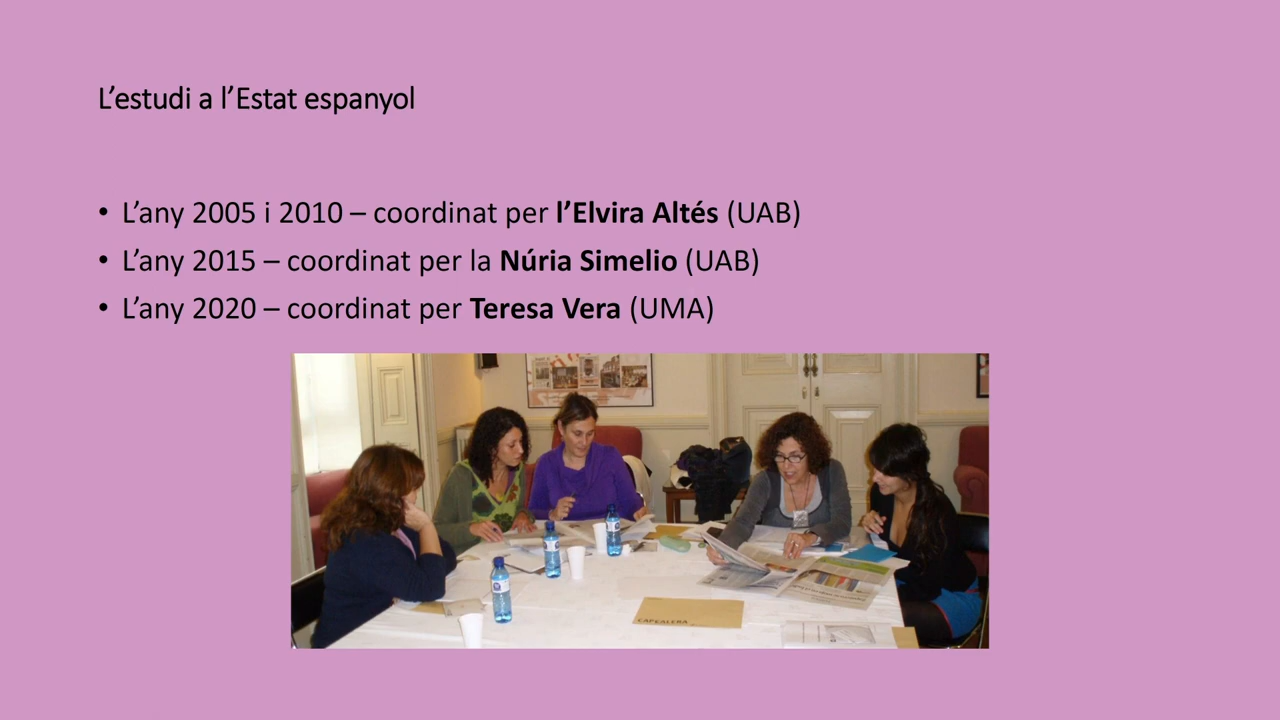 L’estudi a l’Estat espanyol
• L’any 2005 i 2010 – coordinat per l’Elvira Altés (UAB)
• L’any 2015 – coordinat per la Núria Simelio (UAB)
• L’any 2020 – coordinat per Teresa Vera (UMA)